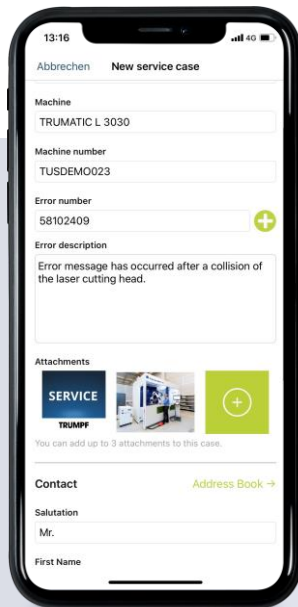 13:16
4G
Abbrechen New service case
Machine
TRUMATIC L 3030
Machine number
TUSDEMO023
Error number
58102409
Error description
Error message has occurred after a collision of
the laser cutting head.
Attachments
SERVICE
TRUMPF
You can add up to 3 attachments to this case.
Contact Address Book →
Salutation
Mr.
First Name